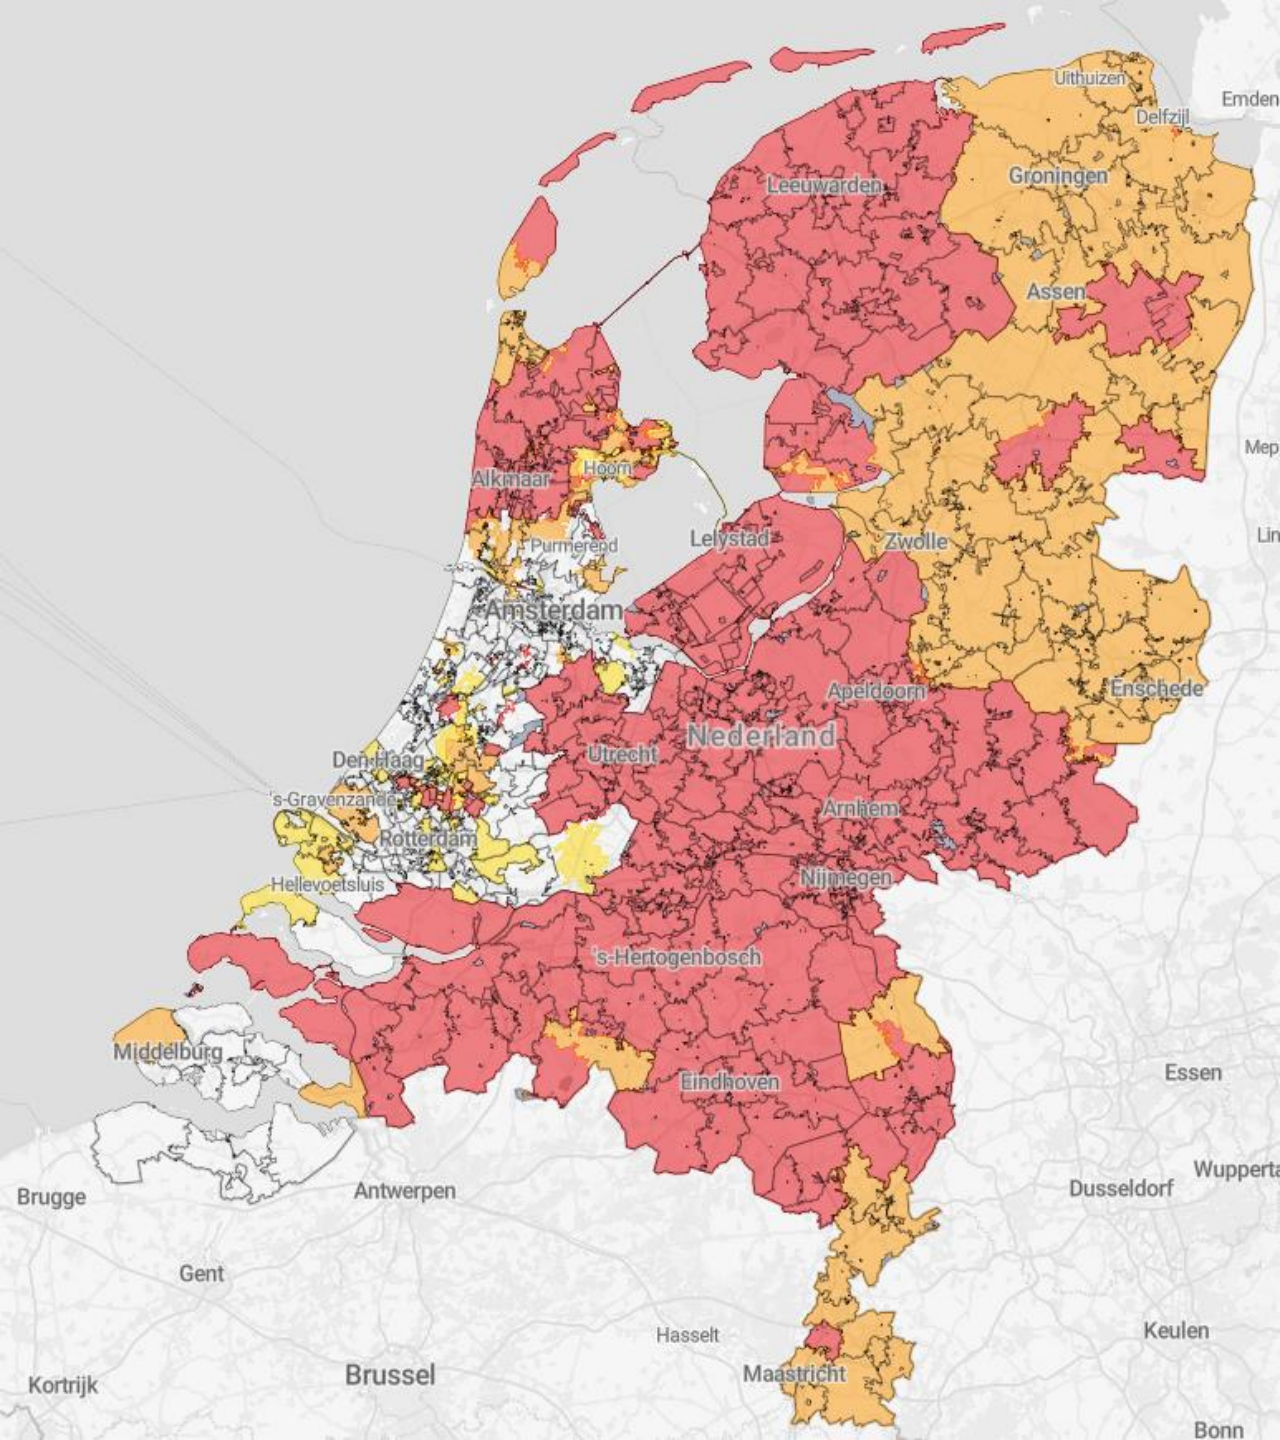 Uithuizen
Emden
Delfzijl
Groningen
Leeuwarden
Assen
Mep
Hoorn
Alkmaar
Lin
Purmerend
Lelystad
Zwolle
Amsterdam
Apeldoorn
Enschede
Nederland
Utrecht
Den Haag
's-Gravenzande
Arnhem
Rotterdam
Nijmegen
Hellevoetsluis
's-Hertogenbosch
Middelburg
Eindhoven
Essen
Wupperta
Brugge
Antwerpen
Dusseldorf
Gent
Hasselt
Keulen
Maastricht
Brussel
Kortrijk
Bonn